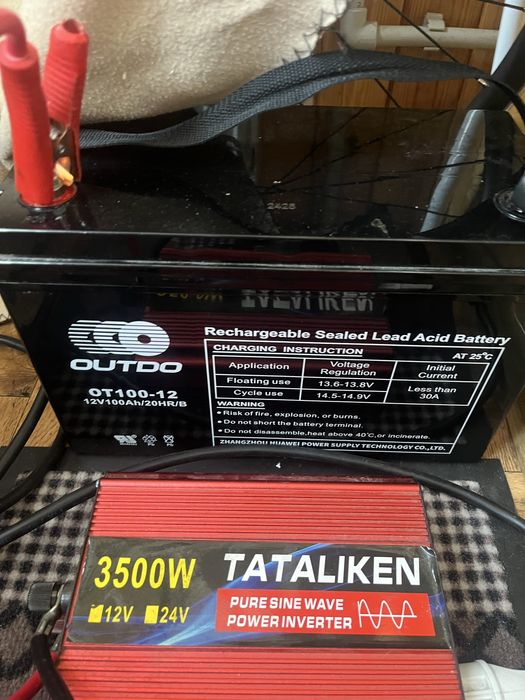 2425
OUTDO
OT100-12
12V100Ah/20HR/B
Rechargeable Sealed Lead Acid Battery
CHARGING INSTRUCTION AT 25°C
Application Voltage Regulation Initial Current
Floating use 13.6-13.8V Less than 30A
Cycle use 14.5-14.9V
WARNING
• Risk of fire, explosion, or burns.
• Do not short the battery terminal.
• Do not disassemble, heat above 40°C, or incinerate.
ZHANGZHOU HUAWEI POWER SUPPLY TECHNOLOGY CO., LTD.
3500W
12V 24V
TATALIKEN
PURE SINE WAVE
POWER INVERTER